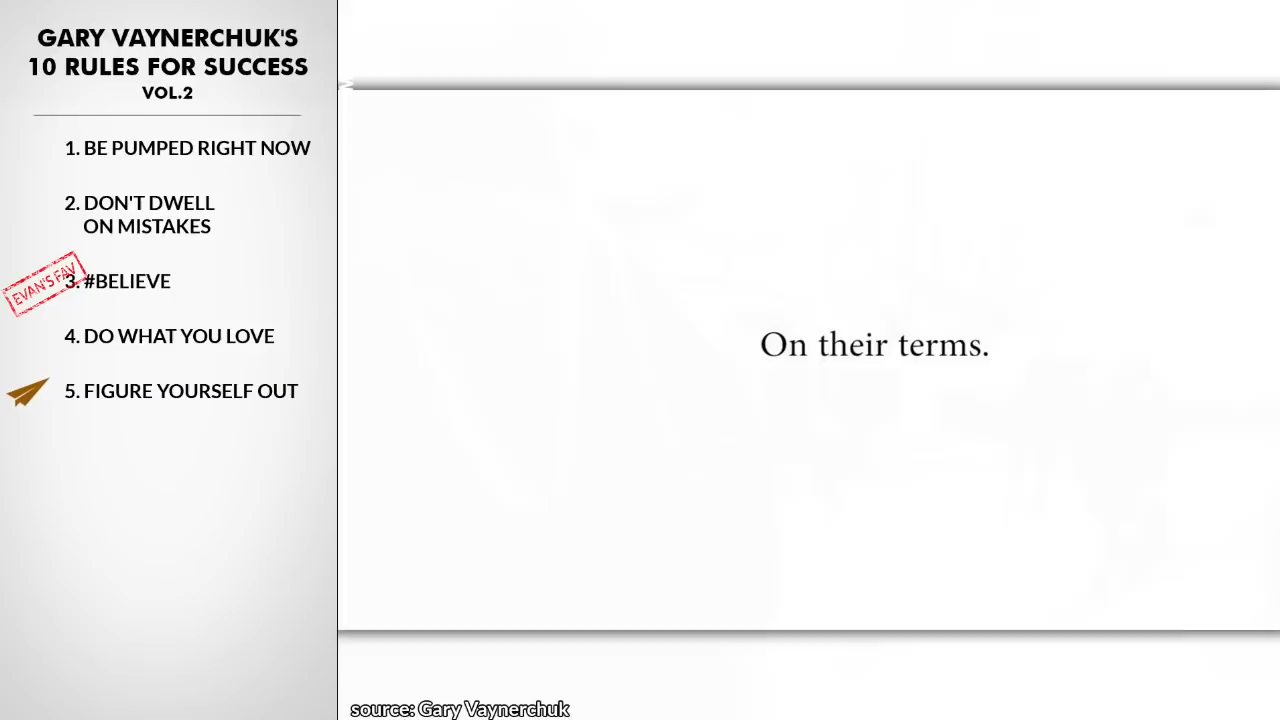 GARY VAYNERCHUK'S
10 RULES FOR SUCCESS
VOL.2
1. BE PUMPED RIGHT NOW
2. DON'T DWELL
ON MISTAKES
EVAN'S FAV
3. #BELIEVE
4. DO WHAT YOU LOVE
5. FIGURE YOURSELF OUT
On their terms.
source: Gary Vaynerchuk